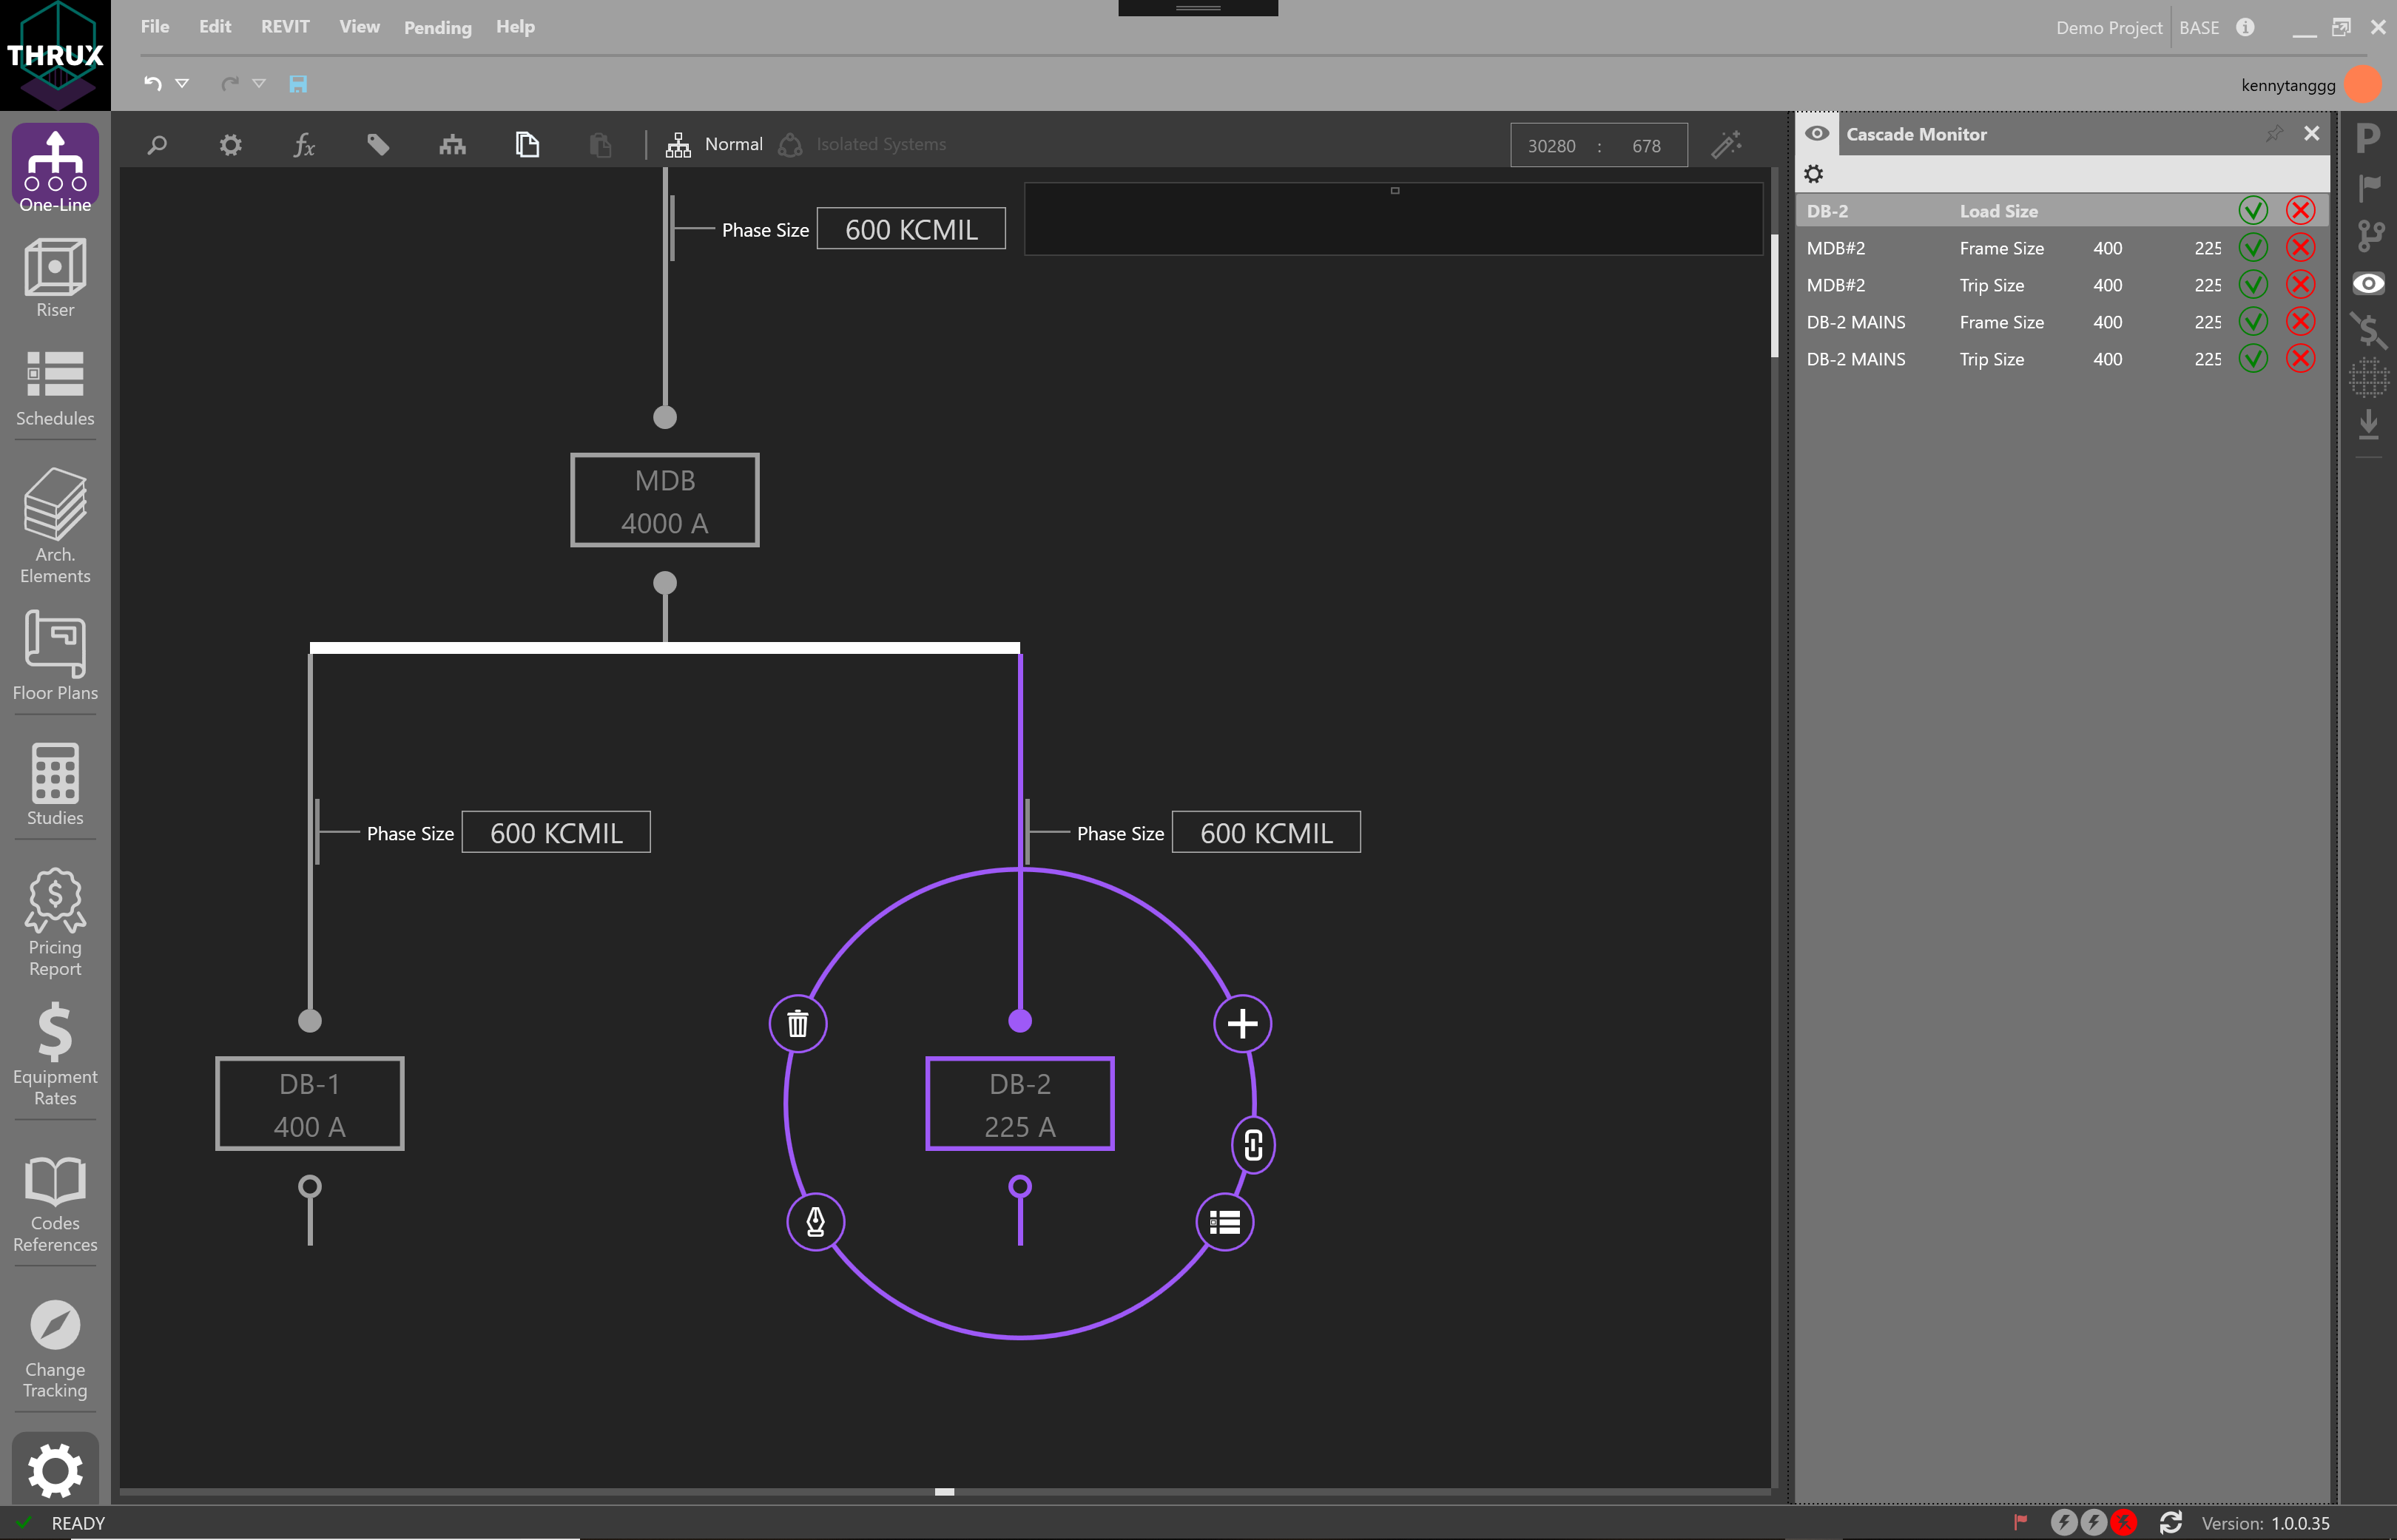 THRUX
File Edit REVIT View Pending Help
Demo Project BASE
kennytanggg
fx Normal Isolated Systems 30280 : 678
One-Line
Riser
Schedules
Arch.
Elements
Floor Plans
Studies
Pricing
Report
Equipment
Rates
Codes
References
Change
Tracking
Phase Size 600 KCMIL
MDB
4000 A
Phase Size 600 KCMIL
Phase Size 600 KCMIL
DB-1
400 A
DB-2
225 A
Cascade Monitor
DB-2 Load Size
MDB#2 Frame Size 400 225
MDB#2 Trip Size 400 225
DB-2 MAINS Frame Size 400 225
DB-2 MAINS Trip Size 400 225
P
READY
Version: 1.0.0.35